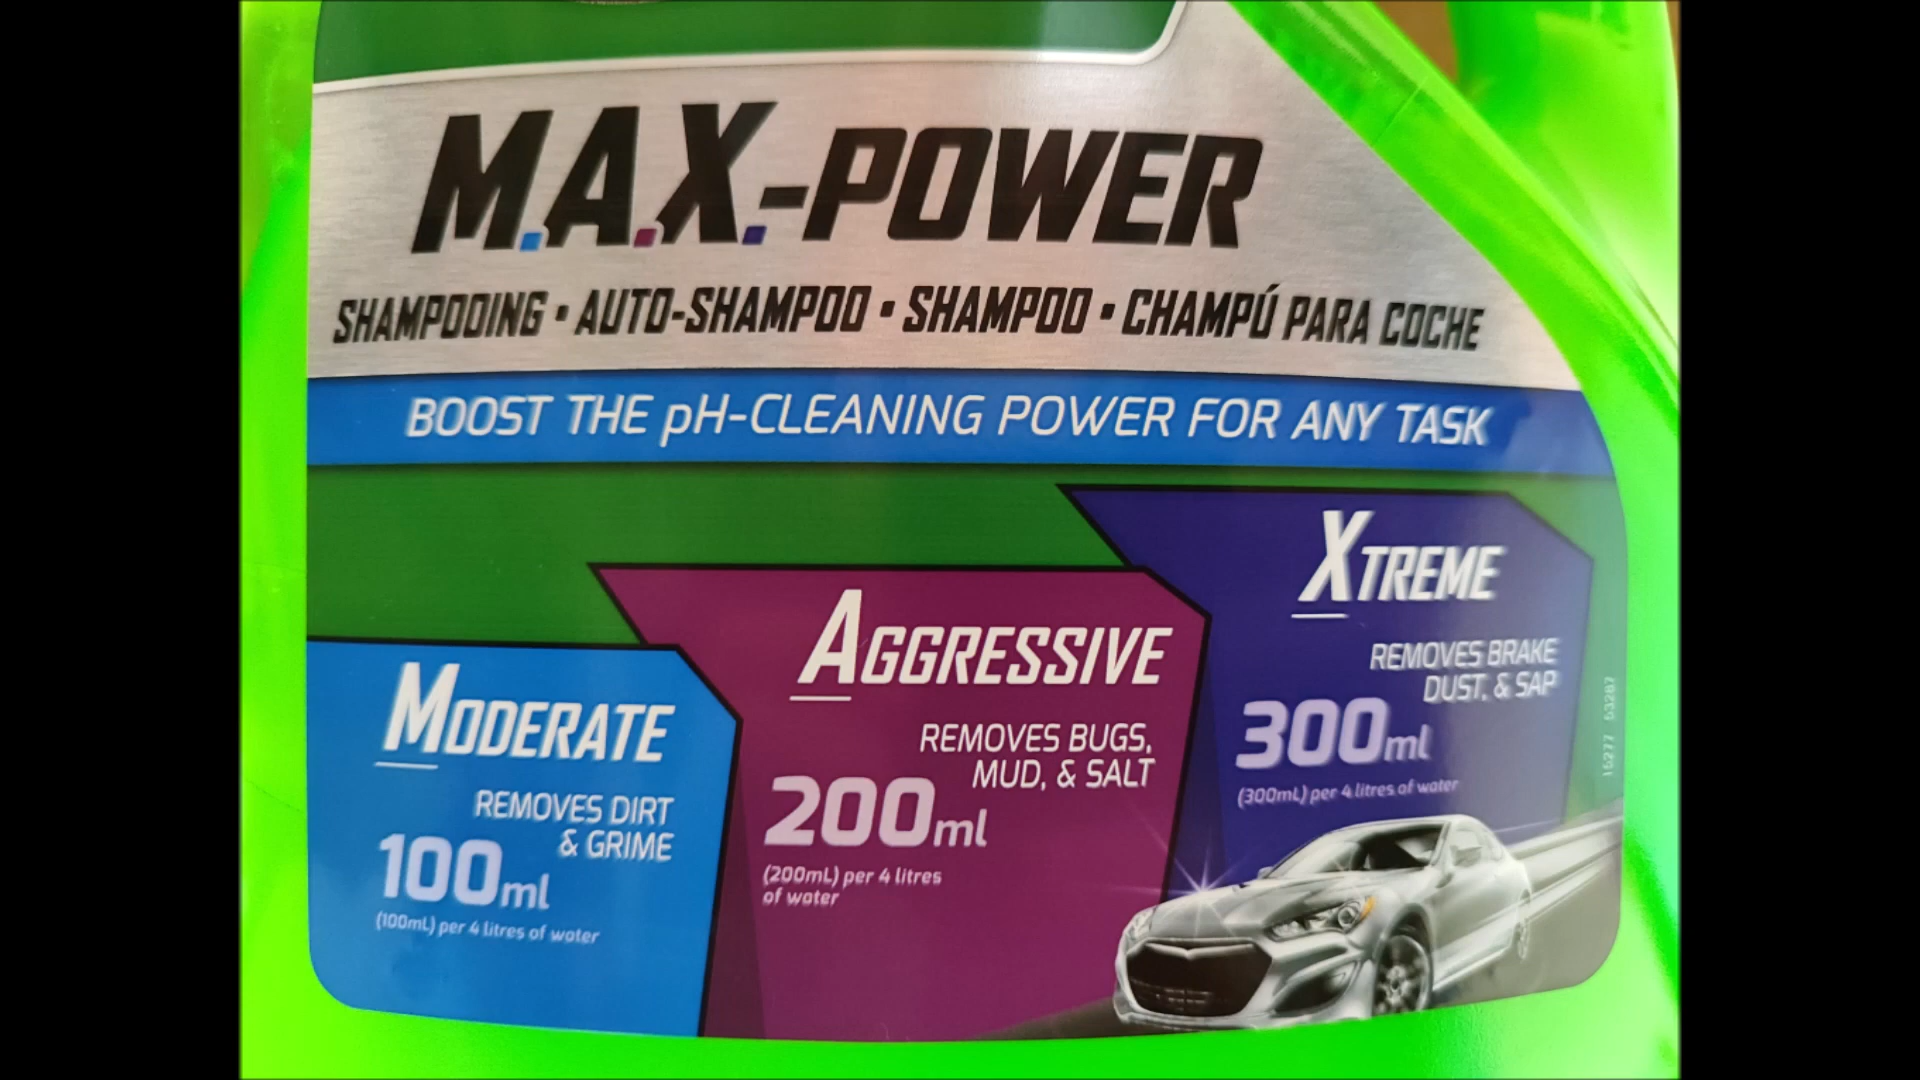 M.A.X.-POWER
SHAMPOOING • AUTO-SHAMPOO • SHAMPOO • CHAMPÚ PARA COCHE
BOOST THE pH-CLEANING POWER FOR ANY TASK
MODERATE
REMOVES DIRT
& GRIME
100ml
(100mL) per 4 litres of water
AGGRESSIVE
REMOVES BUGS,
MUD, & SALT
200ml
(200mL) per 4 litres
of water
XTREME
REMOVES BRAKE
DUST, & SAP
300ml
(300mL) per 4 litres of water
15277 53287